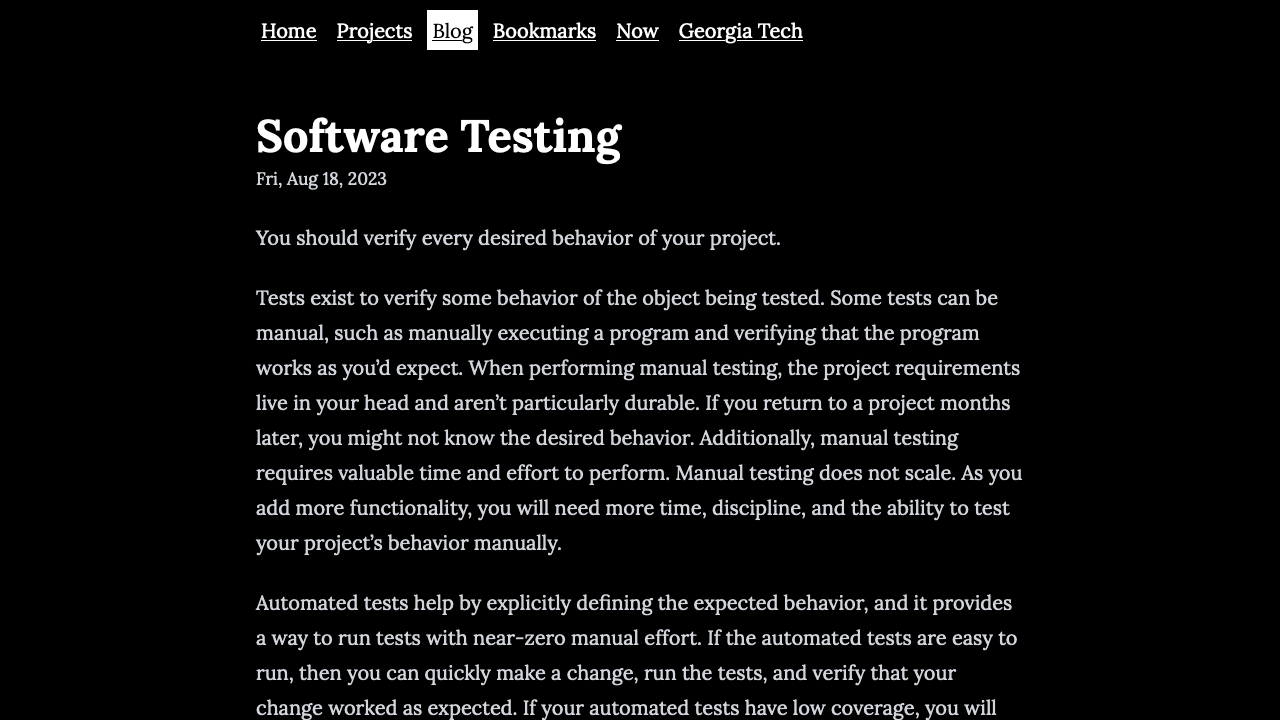 Home Projects Blog Bookmarks Now Georgia Tech
Software Testing
Fri, Aug 18, 2023
You should verify every desired behavior of your project.
Tests exist to verify some behavior of the object being tested. Some tests can be
manual, such as manually executing a program and verifying that the program
works as you’d expect. When performing manual testing, the project requirements
live in your head and aren’t particularly durable. If you return to a project months
later, you might not know the desired behavior. Additionally, manual testing
requires valuable time and effort to perform. Manual testing does not scale. As you
add more functionality, you will need more time, discipline, and the ability to test
your project’s behavior manually.
Automated tests help by explicitly defining the expected behavior, and it provides
a way to run tests with near-zero manual effort. If the automated tests are easy to
run, then you can quickly make a change, run the tests, and verify that your
change worked as expected. If your automated tests have low coverage, you will